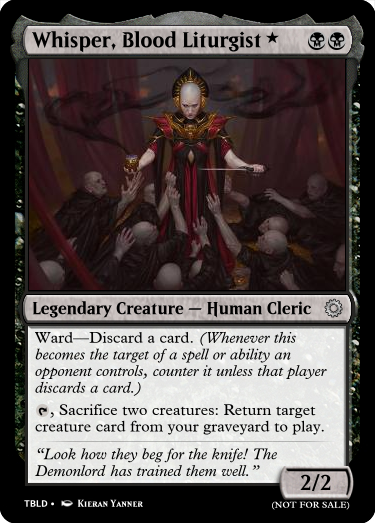 Whisper, Blood Liturgist ★
Legendary Creature — Human Cleric
Ward—Discard a card. (Whenever this
becomes the target of a spell or ability an
opponent controls, counter it unless that player
discards a card.)
, Sacrifice two creatures: Return target
creature card from your graveyard to play.
“Look how they beg for the knife! The
Demonlord has trained them well.”
2/2
TBLD • Kieran Yanner
(NOT FOR SALE)